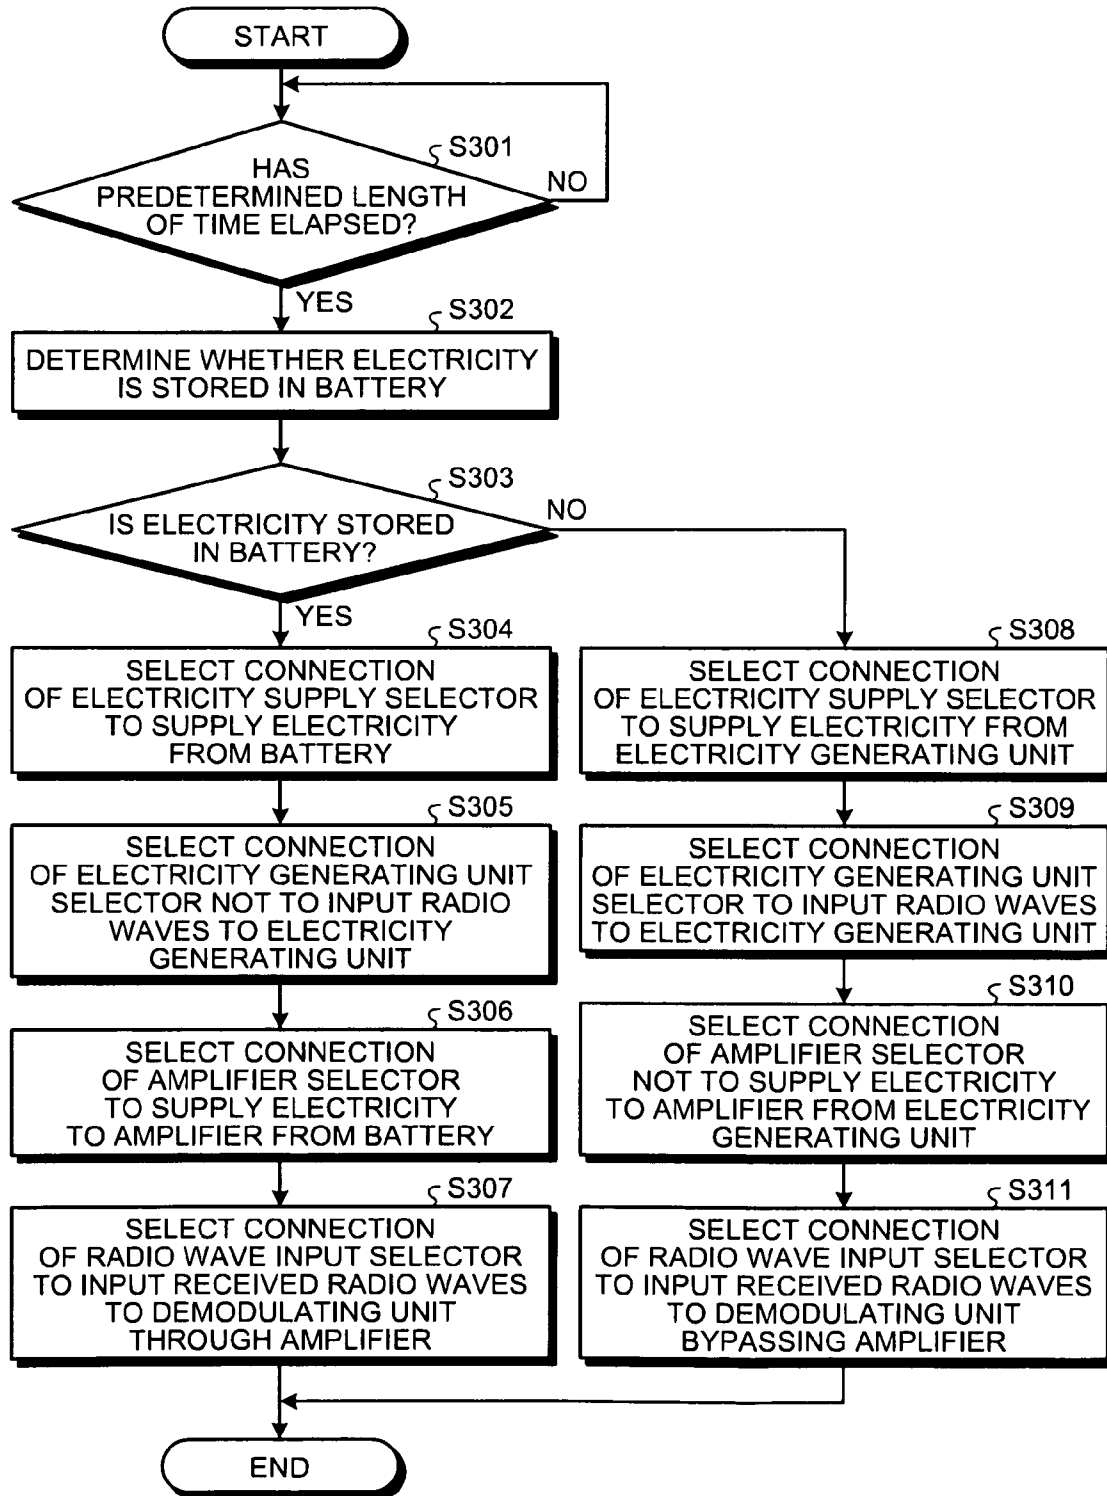 START
S301
HAS
PREDETERMINED LENGTH
OF TIME ELAPSED?
NO
YES
S302
DETERMINE WHETHER ELECTRICITY
IS STORED IN BATTERY
S303
IS ELECTRICITY STORED
IN BATTERY?
NO
YES
S304
SELECT CONNECTION
OF ELECTRICITY SUPPLY SELECTOR
TO SUPPLY ELECTRICITY
FROM BATTERY
S305
SELECT CONNECTION
OF ELECTRICITY GENERATING UNIT
SELECTOR NOT TO INPUT RADIO
WAVES TO ELECTRICITY
GENERATING UNIT
S306
SELECT CONNECTION
OF AMPLIFIER SELECTOR
TO SUPPLY ELECTRICITY
TO AMPLIFIER FROM BATTERY
S307
SELECT CONNECTION
OF RADIO WAVE INPUT SELECTOR
TO INPUT RECEIVED RADIO WAVES
TO DEMODULATING UNIT
THROUGH AMPLIFIER
S308
SELECT CONNECTION
OF ELECTRICITY SUPPLY SELECTOR
TO SUPPLY ELECTRICITY FROM
ELECTRICITY GENERATING UNIT
S309
SELECT CONNECTION
OF ELECTRICITY GENERATING UNIT
SELECTOR TO INPUT RADIO WAVES
TO ELECTRICITY GENERATING UNIT
S310
SELECT CONNECTION
OF AMPLIFIER SELECTOR
NOT TO SUPPLY ELECTRICITY
TO AMPLIFIER FROM ELECTRICITY
GENERATING UNIT
S311
SELECT CONNECTION
OF RADIO WAVE INPUT SELECTOR
TO INPUT RECEIVED RADIO WAVES
TO DEMODULATING UNIT
BYPASSING AMPLIFIER
END